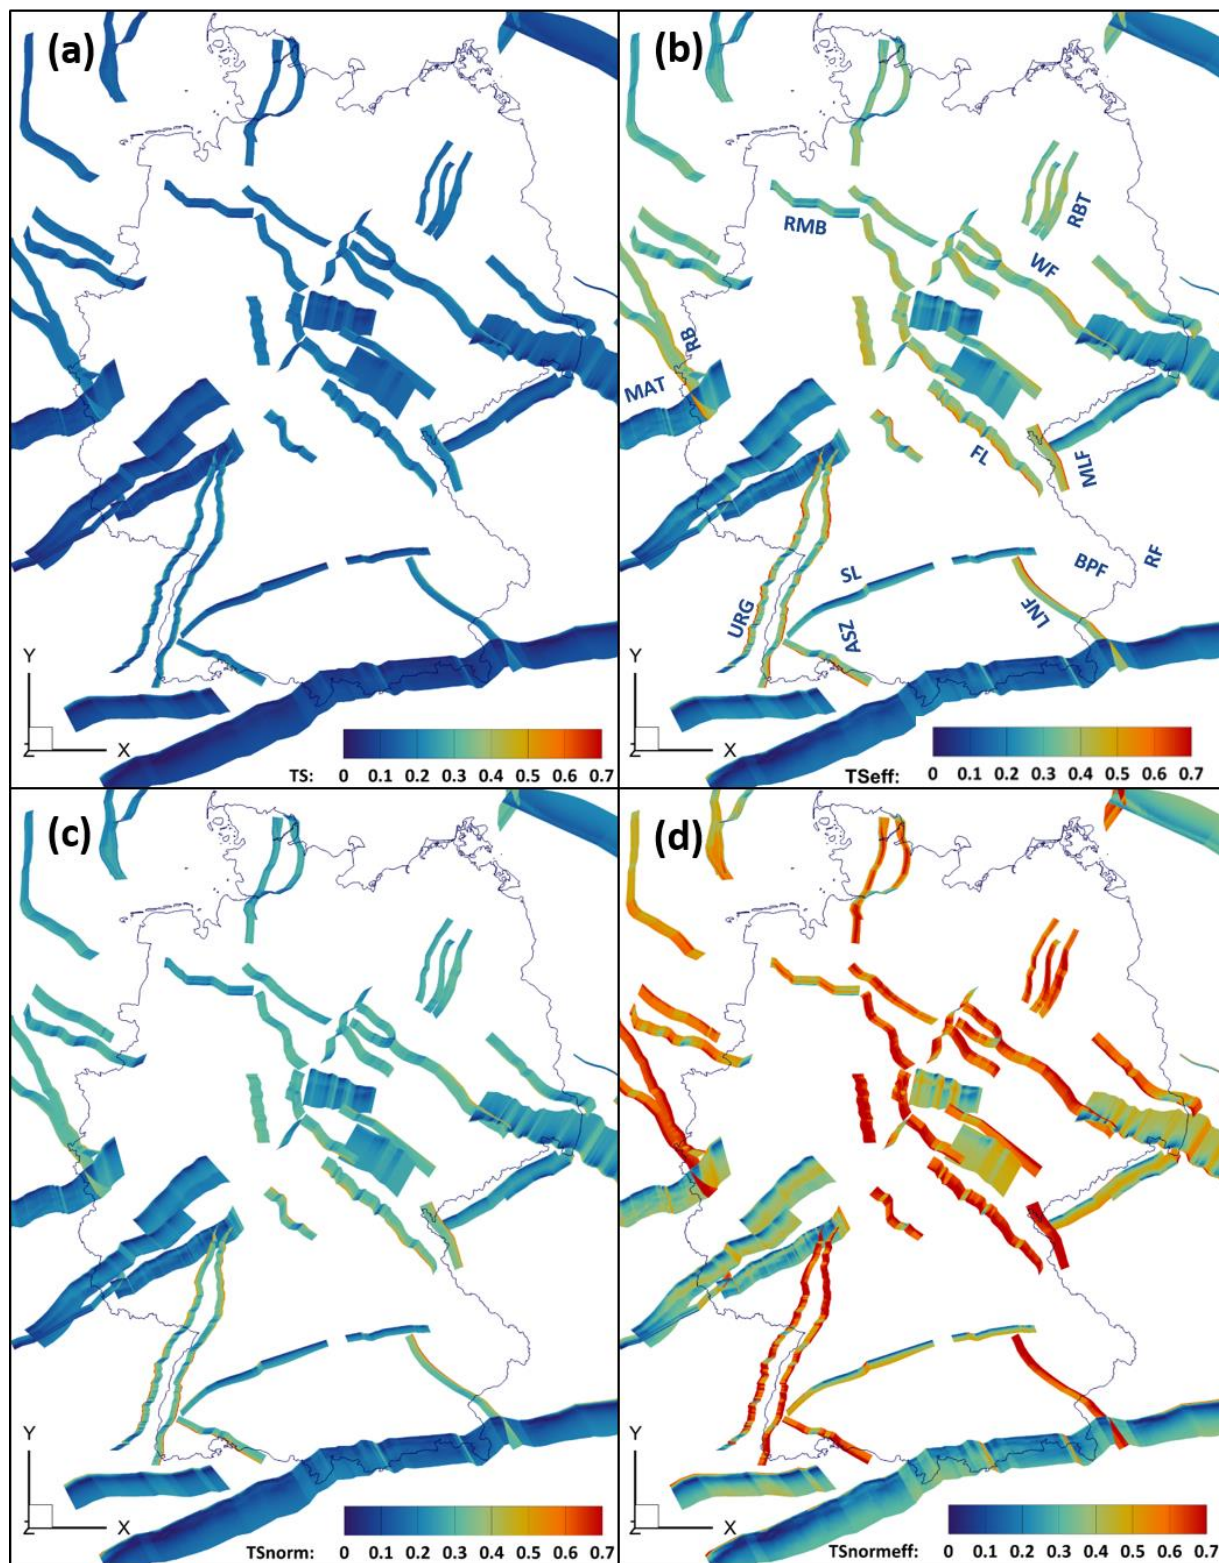 (a)
Y
Z
X
TS: 0 0.1 0.2 0.3 0.4 0.5 0.6 0.7
(b)
RMB
RBT
WF
RB
MAT
FL
MLF
SL
BPF
RF
URG
ASZ
LNF
Y
Z
X
TSeff: 0 0.1 0.2 0.3 0.4 0.5 0.6 0.7
(c)
Y
Z
X
TSnorm: 0 0.1 0.2 0.3 0.4 0.5 0.6 0.7
(d)
Y
Z
X
TSnormeff: 0 0.1 0.2 0.3 0.4 0.5 0.6 0.7